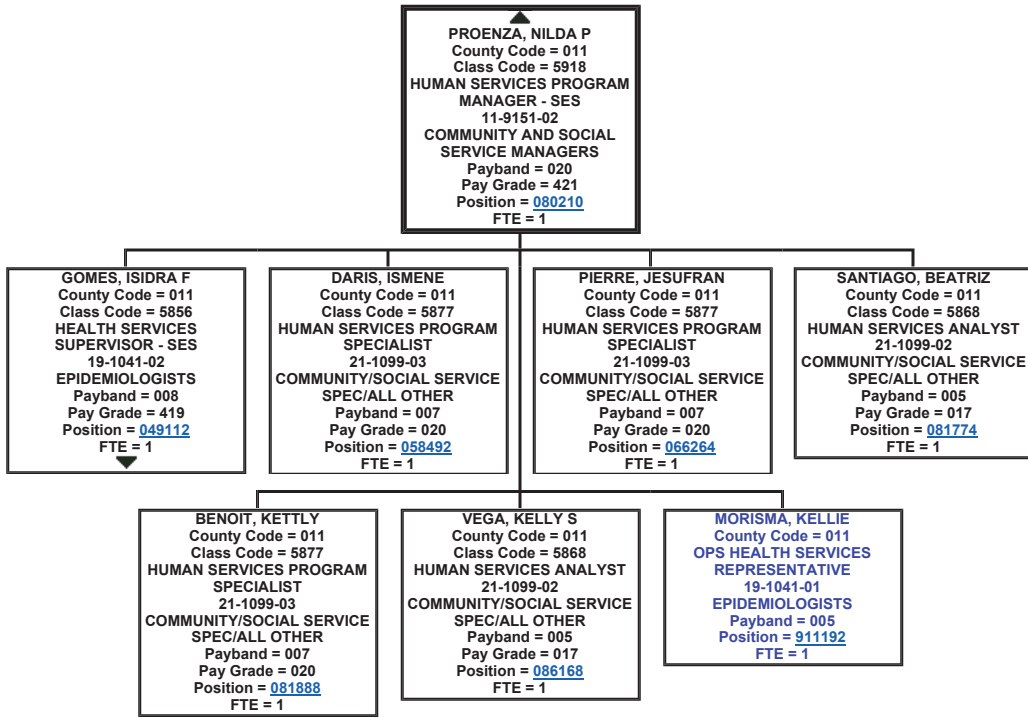 PROENZA, NILDA P
County Code = 011
Class Code = 5918
HUMAN SERVICES PROGRAM
MANAGER - SES
11-9151-02
COMMUNITY AND SOCIAL
SERVICE MANAGERS
Payband = 020
Pay Grade = 421
Position = 080210
FTE = 1
GOMES, ISIDRA F
County Code = 011
Class Code = 5856
HEALTH SERVICES
SUPERVISOR - SES
19-1041-02
EPIDEMIOLOGISTS
Payband = 008
Pay Grade = 419
Position = 049112
FTE = 1
DARIS, ISMENE
County Code = 011
Class Code = 5877
HUMAN SERVICES PROGRAM
SPECIALIST
21-1099-03
COMMUNITY/SOCIAL SERVICE
SPEC/ALL OTHER
Payband = 007
Pay Grade = 020
Position = 058492
FTE = 1
PIERRE, JESUFRAN
County Code = 011
Class Code = 5877
HUMAN SERVICES PROGRAM
SPECIALIST
21-1099-03
COMMUNITY/SOCIAL SERVICE
SPEC/ALL OTHER
Payband = 007
Pay Grade = 020
Position = 066264
FTE = 1
SANTIAGO, BEATRIZ
County Code = 011
Class Code = 5868
HUMAN SERVICES ANALYST
21-1099-02
COMMUNITY/SOCIAL SERVICE
SPEC/ALL OTHER
Payband = 005
Pay Grade = 017
Position = 081774
FTE = 1
BENOIT, KETTLY
County Code = 011
Class Code = 5877
HUMAN SERVICES PROGRAM
SPECIALIST
21-1099-03
COMMUNITY/SOCIAL SERVICE
SPEC/ALL OTHER
Payband = 007
Pay Grade = 020
Position = 081888
FTE = 1
VEGA, KELLY S
County Code = 011
Class Code = 5868
HUMAN SERVICES ANALYST
21-1099-02
COMMUNITY/SOCIAL SERVICE
SPEC/ALL OTHER
Payband = 005
Pay Grade = 017
Position = 086168
FTE = 1
MORISMA, KELLIE
County Code = 011
OPS HEALTH SERVICES
REPRESENTATIVE
19-1041-01
EPIDEMIOLOGISTS
Payband = 005
Position = 911192
FTE = 1